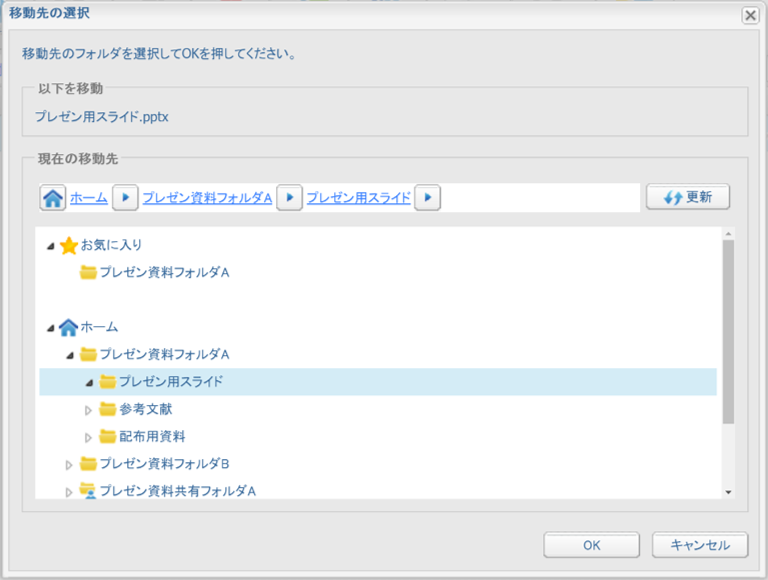 移動先の選択
移動先のフォルダを選択してOKを押してください。
以下を移動
プレゼン用スライド.pptx
現在の移動先
ホーム プレゼン資料フォルダA プレゼン用スライド 更新
お気に入り
プレゼン資料フォルダA
ホーム
プレゼン資料フォルダA
プレゼン用スライド
参考文献
配布用資料
プレゼン資料フォルダB
プレゼン資料共有フォルダA
OK キャンセル